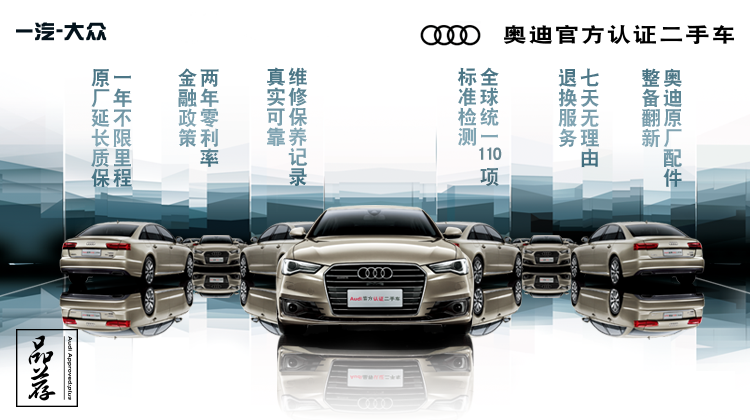 一汽-大众
奥迪官方认证二手车
一年不限里程
原厂延长质保
两年零利率
金融政策
维修保养记录
真实可靠
全球统一110项
标准检测
七天无理由
退换服务
奥迪原厂配件
整备翻新
Audi官方认证二手车
品荐
Audi Approved:plus